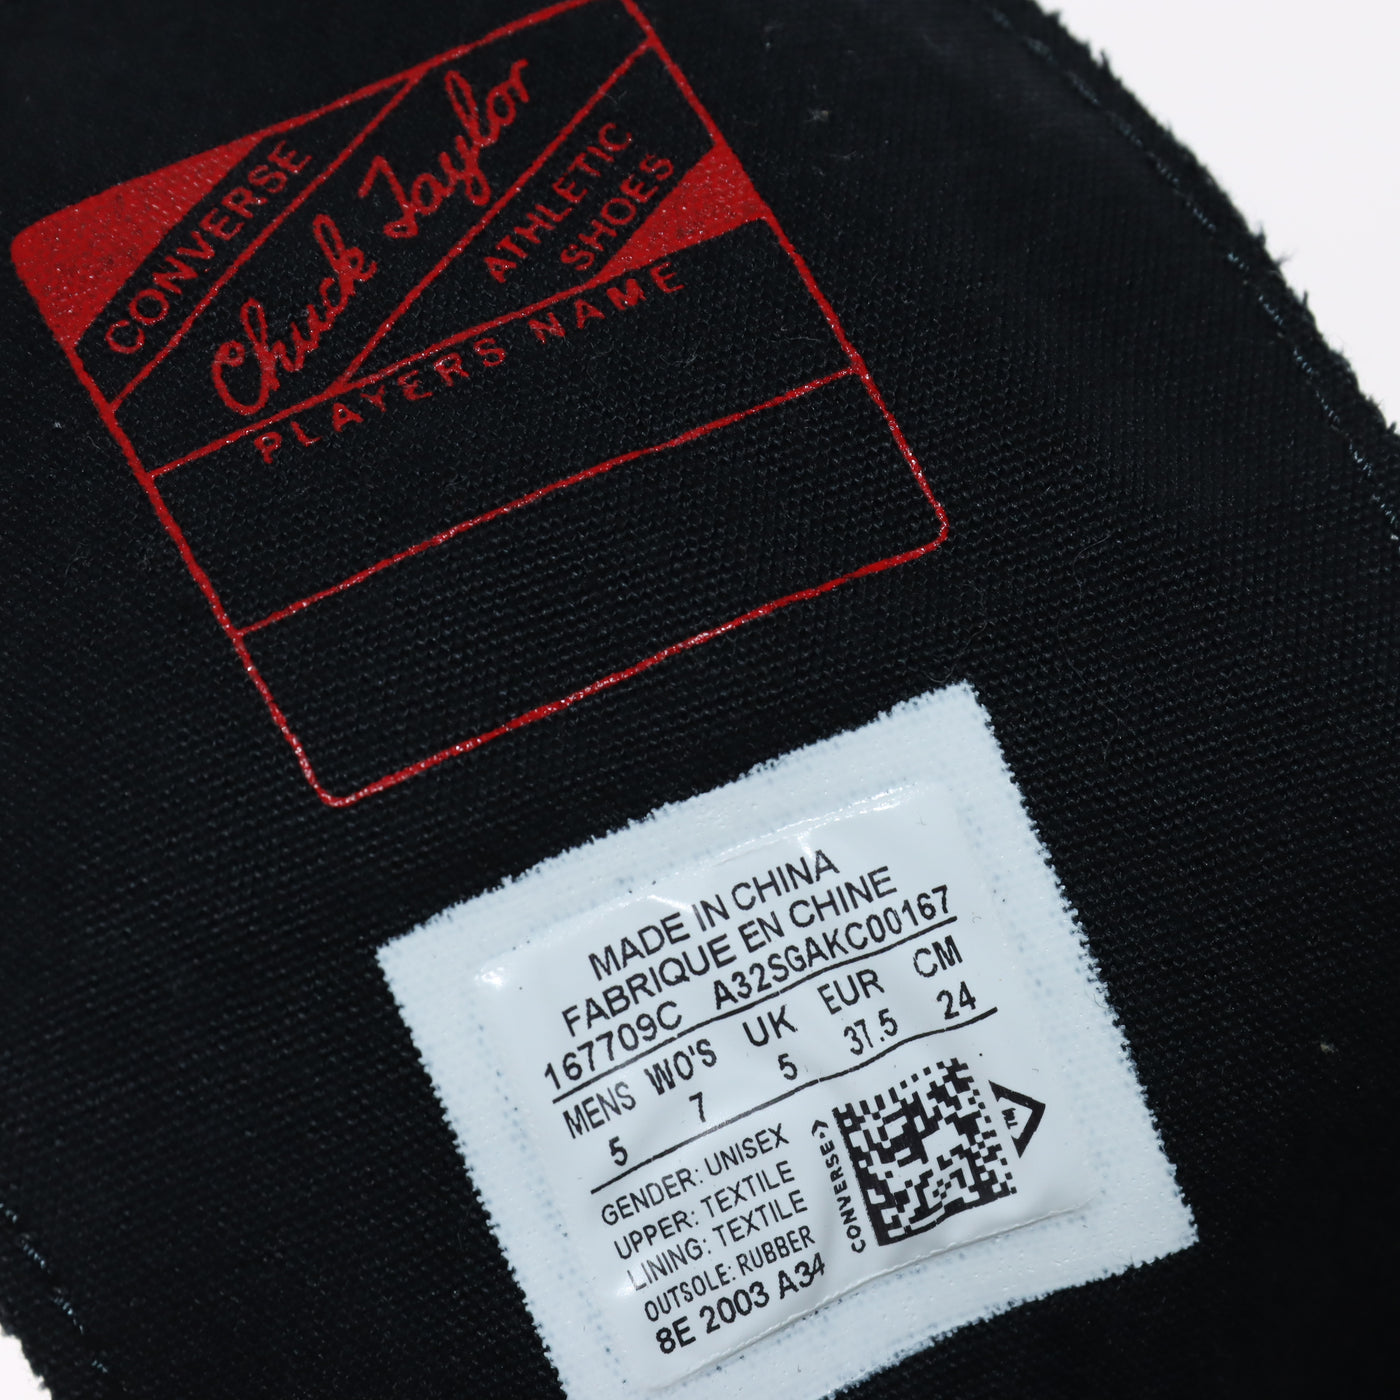 CONVERSE
Chuck Taylor
ATHLETIC
SHOES
PLAYERS NAME
MADE IN CHINA
FABRIQUE EN CHINE
167709C A32SGAKC00167
MENS WO'S UK EUR CM
5 7 5 37.5 24
GENDER: UNISEX
UPPER: TEXTILE
LINING: TEXTILE
OUTSOLE: RUBBER
8E 2003 A34
CONVERSE